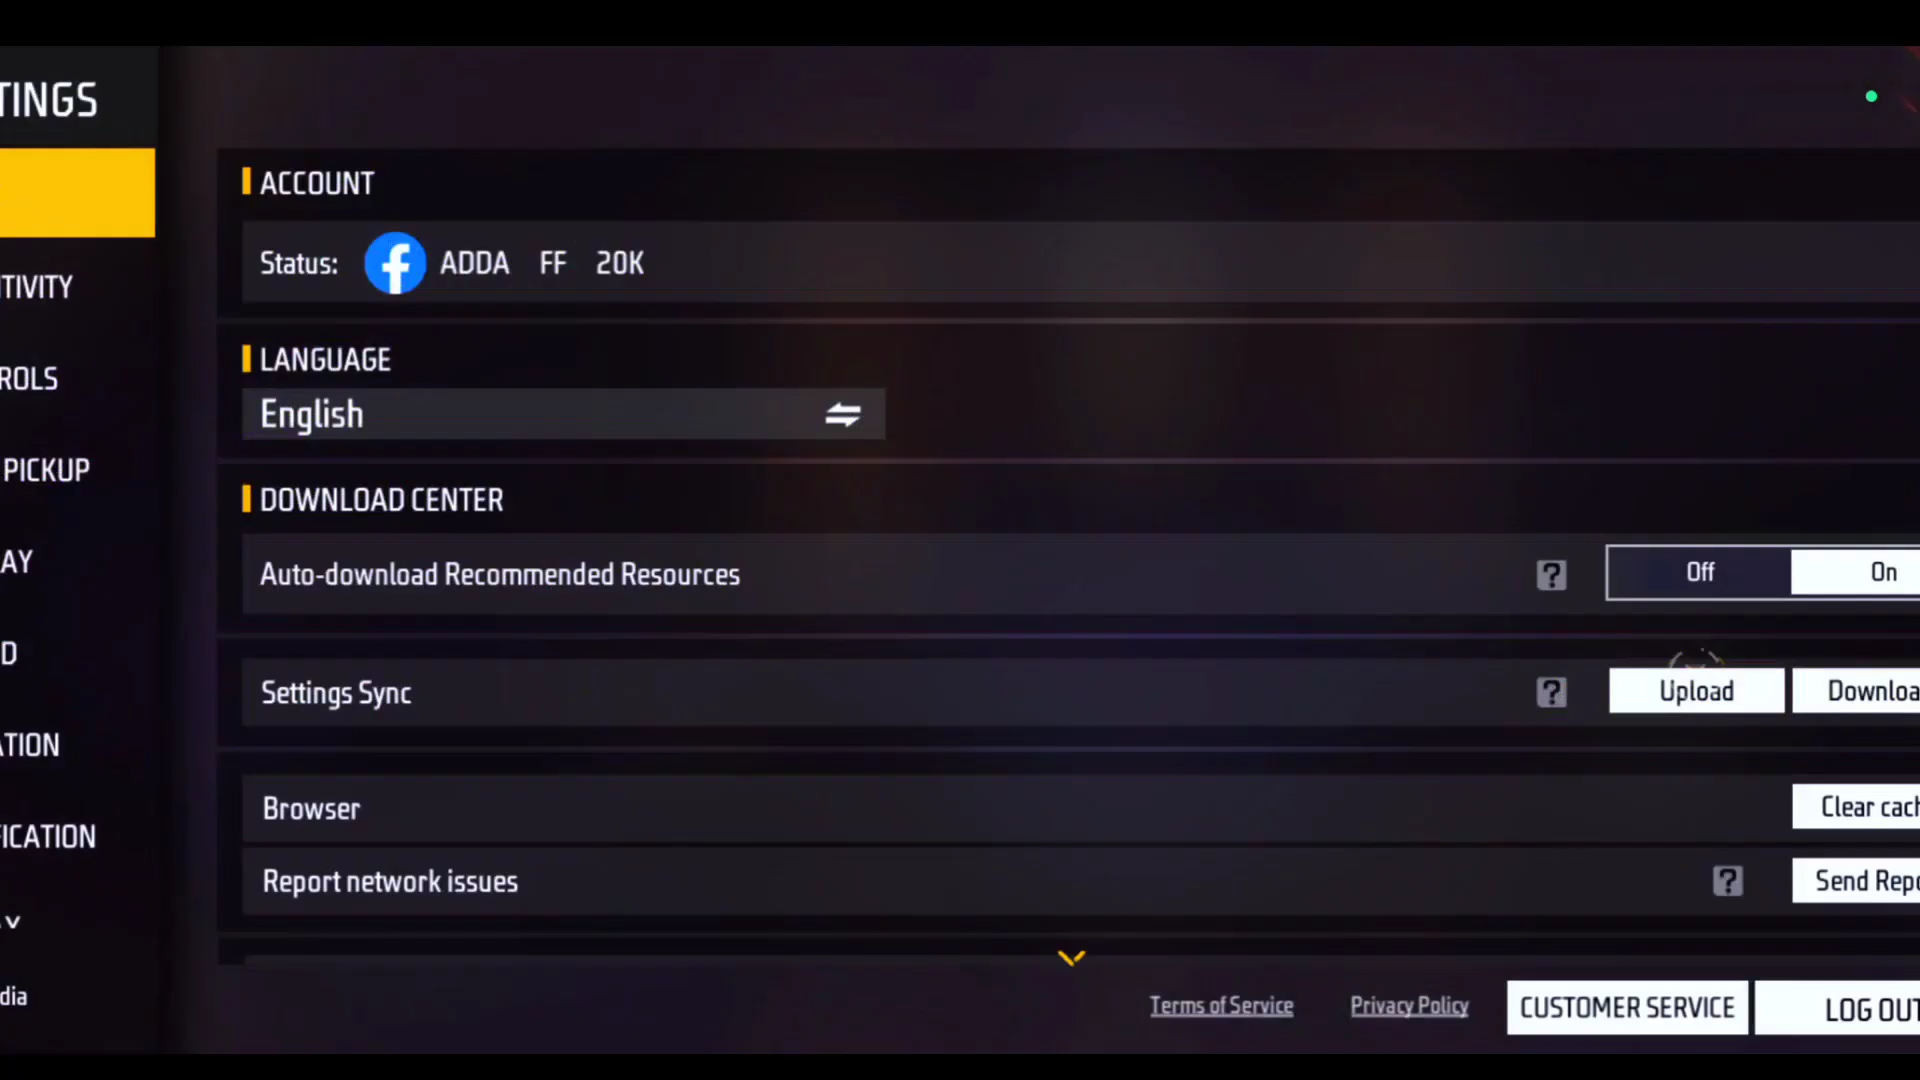 TINGS
ACCOUNT
Status: ADDA FF 20K
TIVITY
LANGUAGE
ROLS
English
PICKUP
DOWNLOAD CENTER
AY
Auto-download Recommended Resources ? Off On
D
Settings Sync ? Upload Downloa
ATION
Browser Clear cach
FICATION
Report network issues ? Send Repo
dia
Terms of Service Privacy Policy CUSTOMER SERVICE LOG OUT